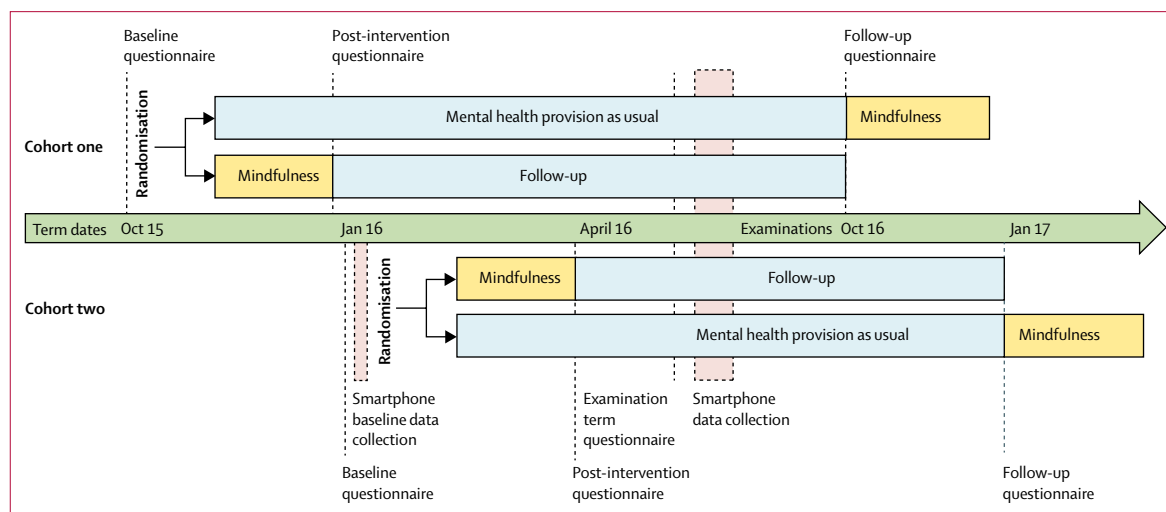 Baseline
questionnaire
Post-intervention
questionnaire
Follow-up
questionnaire
Cohort one
Randomisation
Mental health provision as usual
Mindfulness
Mindfulness
Follow-up
Term dates
Oct 15
Jan 16
April 16
Examinations
Oct 16
Jan 17
Cohort two
Randomisation
Mindfulness
Follow-up
Mental health provision as usual
Mindfulness
Smartphone
baseline data
collection
Examination
term
questionnaire
Smartphone
data collection
Baseline
questionnaire
Post-intervention
questionnaire
Follow-up
questionnaire